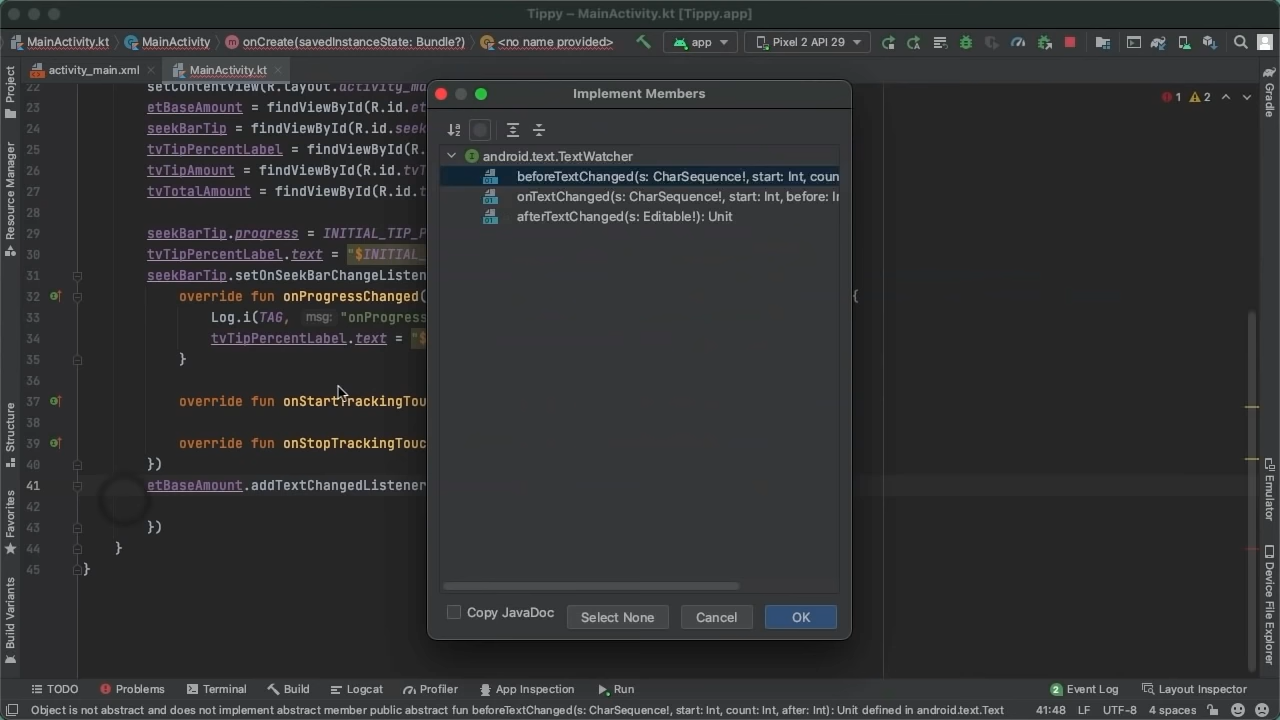 Tippy – MainActivity.kt [Tippy.app]
MainActivity.kt MainActivity onCreate(savedInstanceState: Bundle?) <no name provided> app Pixel 2 API 29
activity_main.xml MainActivity.kt
Project
Resource Manager
Structure
Favorites
Build Variants
22 setContentView(R.layout.activity_ma
23 etBaseAmount = findViewById(R.id.et
24 seekBarTip = findViewById(R.id.seek
25 tvTipPercentLabel = findViewById(R.
26 tvTipAmount = findViewById(R.id.tvT
27 tvTotalAmount = findViewById(R.id.t
28
29 seekBarTip.progress = INITIAL_TIP_P
30 tvTipPercentLabel.text = "$INITIAL_
31 seekBarTip.setOnSeekBarChangeListen
32 override fun onProgressChanged( {
33 Log.i(TAG, msg: "onProgress
34 tvTipPercentLabel.text = "$
35 }
36
37 override fun onStartTrackingTou
38
39 override fun onStopTrackingTouc
40 })
41 etBaseAmount.addTextChangedListener
42
43 })
44 }
45 }
1 2
Implement Members
android.text.TextWatcher
beforeTextChanged(s: CharSequence!, start: Int, coun
onTextChanged(s: CharSequence!, start: Int, before: In
afterTextChanged(s: Editable!): Unit
Copy JavaDoc Select None Cancel OK
Gradle
Emulator
Device File Explorer
TODO Problems Terminal Build Logcat Profiler App Inspection Run 2 Event Log Layout Inspector
Object is not abstract and does not implement abstract member public abstract fun beforeTextChanged(s: CharSequence!, start: Int, count: Int, after: Int): Unit defined in android.text.Text 41:48 LF UTF-8 4 spaces